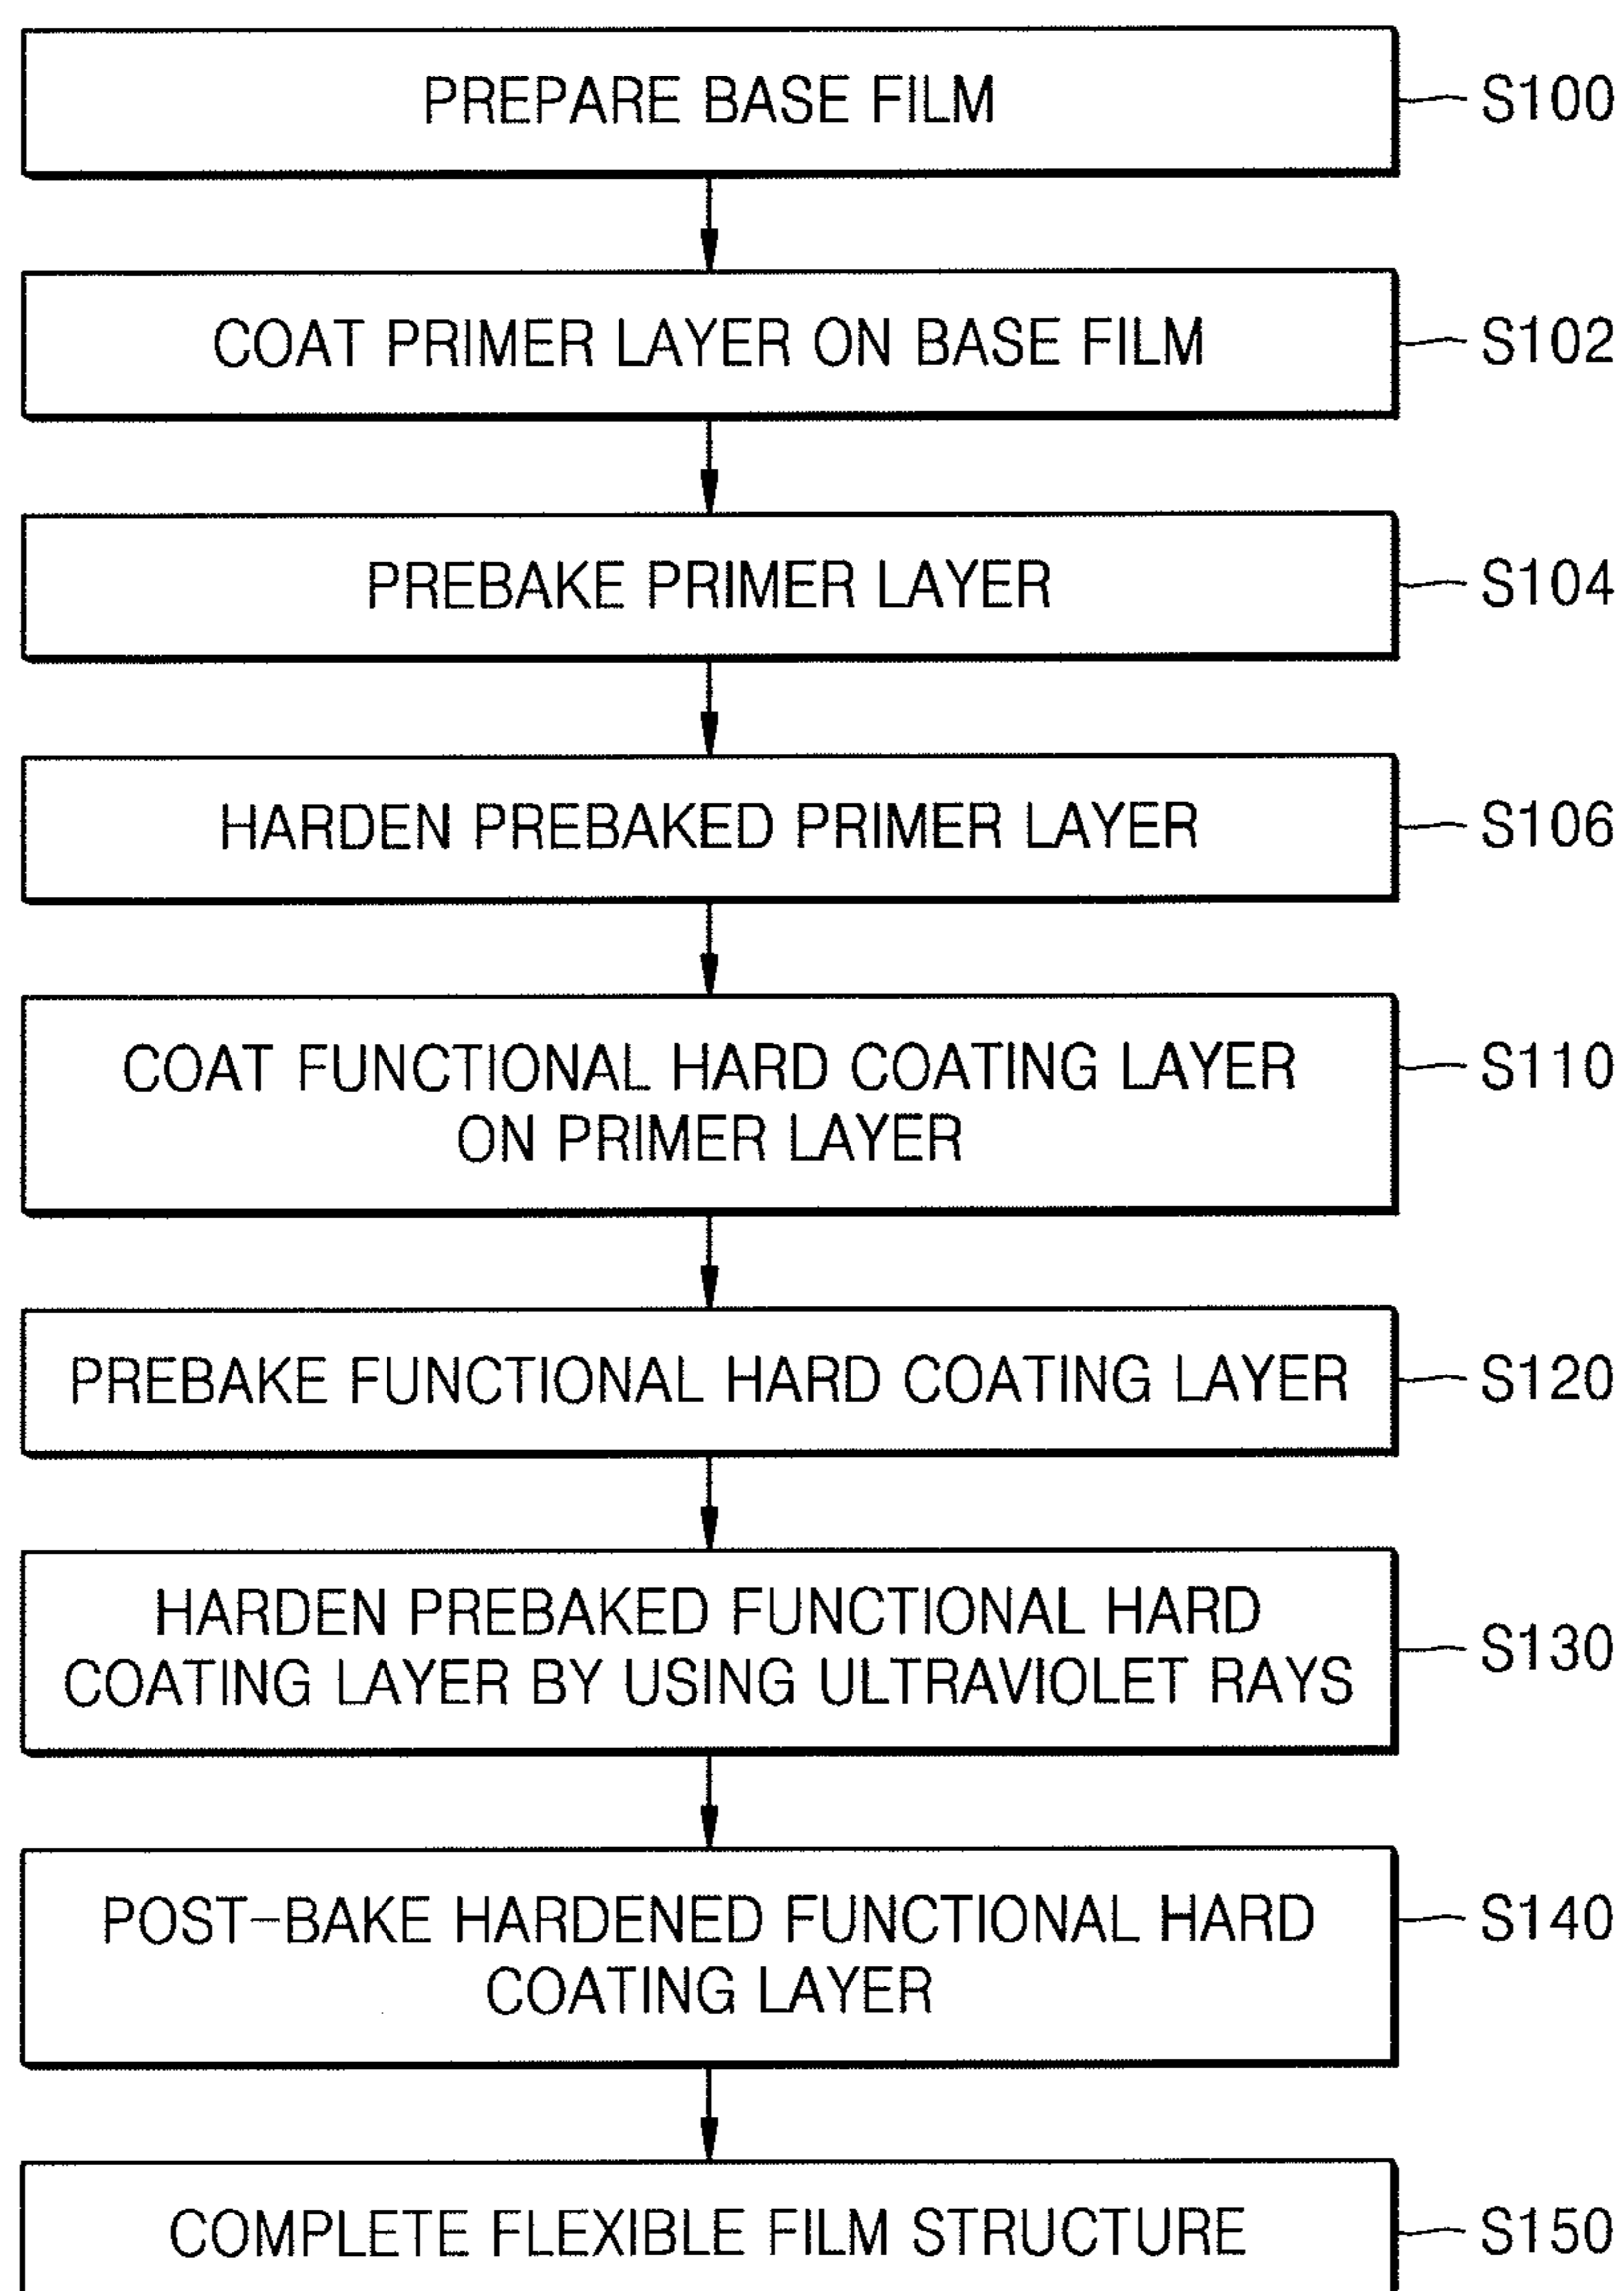 PREPARE BASE FILM
S100
COAT PRIMER LAYER ON BASE FILM
S102
PREBAKE PRIMER LAYER
S104
HARDEN PREBAKED PRIMER LAYER
S106
COAT FUNCTIONAL HARD COATING LAYER
ON PRIMER LAYER
S110
PREBAKE FUNCTIONAL HARD COATING LAYER
S120
HARDEN PREBAKED FUNCTIONAL HARD
COATING LAYER BY USING ULTRAVIOLET RAYS
S130
POST-BAKE HARDENED FUNCTIONAL HARD
COATING LAYER
S140
COMPLETE FLEXIBLE FILM STRUCTURE
S150